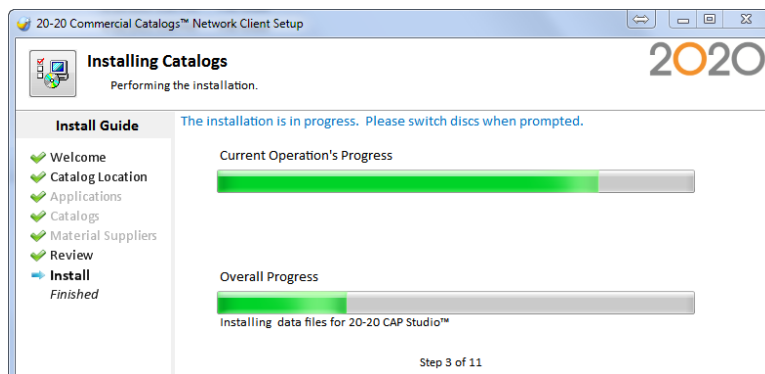 20-20 Commercial Catalogs™ Network Client Setup
Installing Catalogs
Performing the installation.
2020
Install Guide
The installation is in progress. Please switch discs when prompted.
Welcome
Catalog Location
Applications
Catalogs
Material Suppliers
Review
Install
Finished
Current Operation's Progress
Overall Progress
Installing data files for 20-20 CAP Studio™
Step 3 of 11